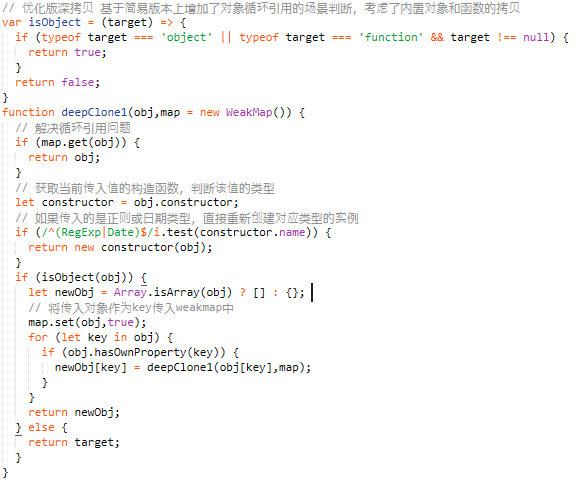 // 优化版深拷贝 基于简易版本上增加了对象循环引用的场景判断，考虑了内置对象和函数的拷贝
var isObject = (target) => {
  if (typeof target === 'object' || typeof target === 'function' && target !== null) {
    return true;
  }
  return false;
}
function deepClone1(obj,map = new WeakMap()) {
  // 解决循环引用问题
  if (map.get(obj)) {
    return obj;
  }
  // 获取当前传入值的构造函数，判断该值的类型
  let constructor = obj.constructor;
  // 如果传入的是正则或日期类型，直接重新创建对应类型的实例
  if (/^(RegExp|Date)$/i.test(constructor.name)) {
    return new constructor(obj);
  }
  if (isObject(obj)) {
    let newObj = Array.isArray(obj) ? [] : {};
    // 将传入对象作为key传入weakmap中
    map.set(obj,true);
    for (let key in obj) {
      if (obj.hasOwnProperty(key)) {
        newObj[key] = deepClone1(obj[key],map);
      }
    }
    return newObj;
  } else {
    return target;
  }
}